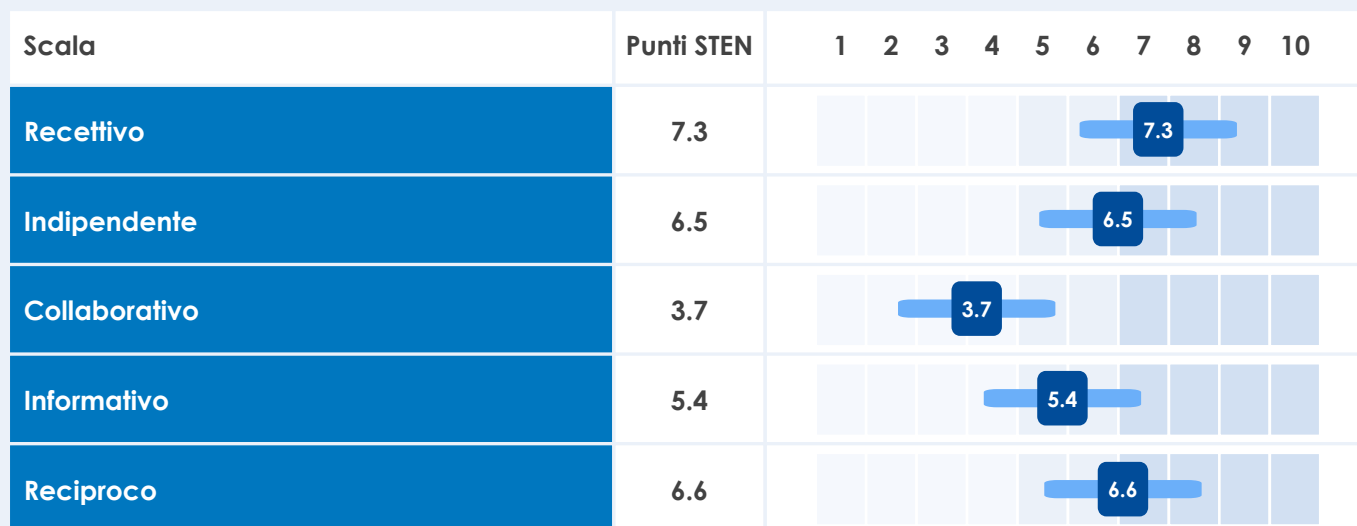 Scala Punti STEN 1 2 3 4 5 6 7 8 9 10
Recettivo 7.3 7.3
Indipendente 6.5 6.5
Collaborativo 3.7 3.7
Informativo 5.4 5.4
Reciproco 6.6 6.6